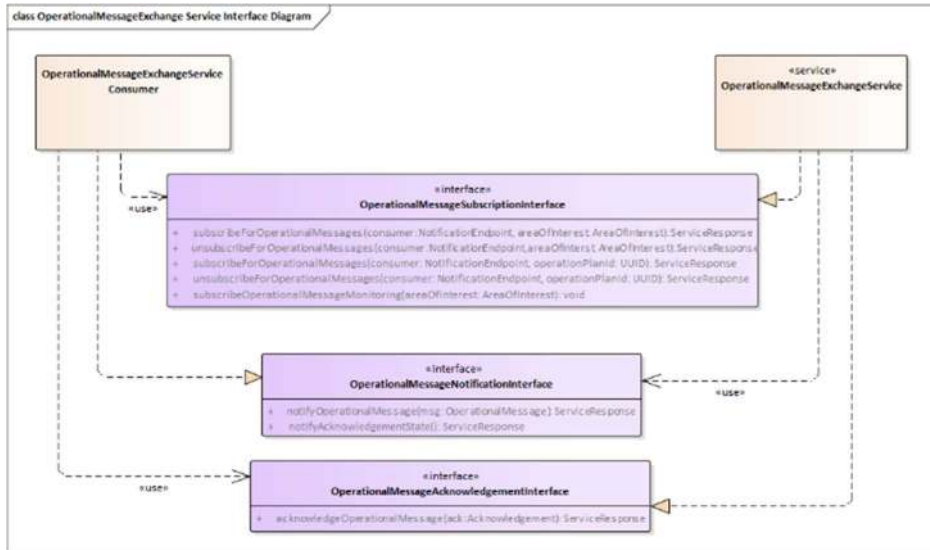 class OperationalMessageExchange Service Interface Diagram
OperationalMessageExchangeService
Consumer
«service»
OperationalMessageExchangeService
«interface»
OperationalMessageSubscriptionInterface
«use»
+ subscribeForOperationalMessages(consumer: NotificationEndpoint, areaOfInterest: AreaOfInterest): ServiceResponse
+ unsubscribeForOperationalMessages(consumer: NotificationEndpoint,areaOfInterst: AreaOfInterest): ServiceResponse
+ subscribeForOperationalMessages(consumer: NotificationEndpoint, operationPlanId: UUID): ServiceResponse
+ unsubscribeForOperationalMessages(consumer: NotificationEndpoint, operationPlanId: UUID): ServiceResponse
+ subscribeOperationalMessageMonitoring(areaOfInterest: AreaOfInterest): void
«interface»
OperationalMessageNotificationInterface
«use»
+ notifyOperationalMessage(msg: OperationalMessage): ServiceResponse
+ notifyAcknowledgementState(): ServiceResponse
«interface»
OperationalMessageAcknowledgementInterface
«use»
+ acknowledgeOperationalMessage(ack: Acknowledgement): ServiceResponse